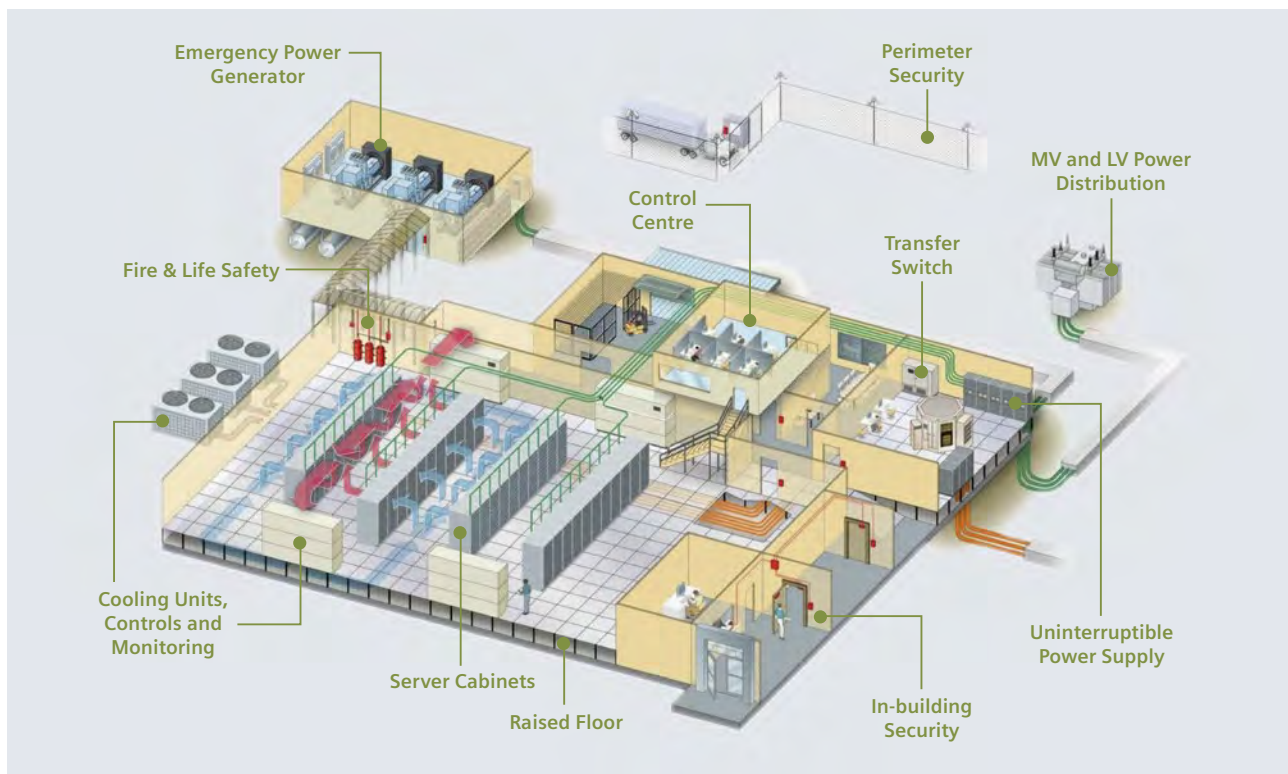 Emergency Power
Generator
Perimeter
Security
MV and LV Power
Distribution
Control
Centre
Transfer
Switch
Fire & Life Safety
Cooling Units,
Controls and
Monitoring
Server Cabinets
Raised Floor
In-building
Security
Uninterruptible
Power Supply